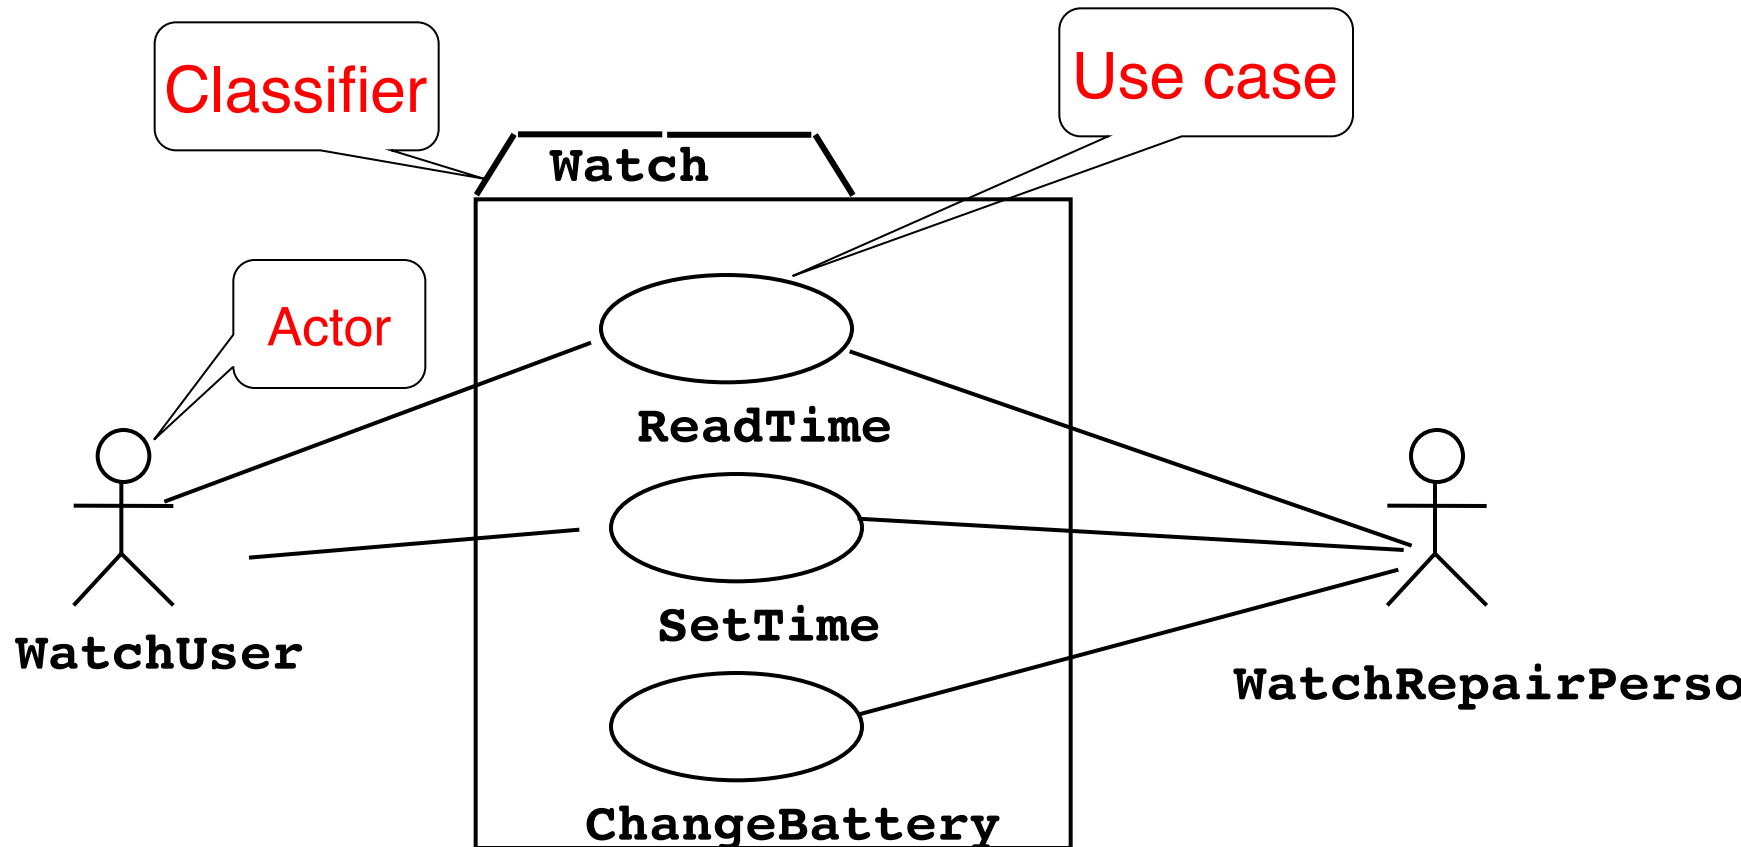 Classifier
Use case
Watch
Actor
ReadTime
SetTime
WatchUser
WatchRepairPerso
ChangeBattery